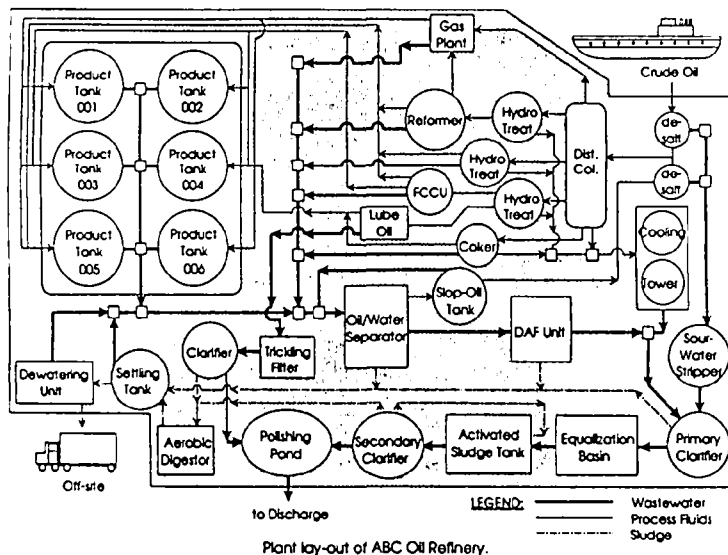 Gas
Plant
Crude Oil
Product
Tank
001
Product
Tank
002
Reformer
Hydro
Treat
de-
salt
Product
Tank
003
Product
Tank
004
Hydro
Treat
Dist.
Col.
de-
salt
FCCU
Hydro
Treat
Lube
Oil
Product
Tank
005
Product
Tank
006
Coker
Cooling
Tower
Slop-Oil
Tank
Oil/Water
Separator
DAF Unit
Clarifier
Trickling
Filter
Sour-
Water
Stripper
Dewatering
Unit
Settling
Tank
Aerobic
Digestor
Polishing
Pond
Secondary
Clarifier
Activated
Sludge Tank
Equalization
Basin
Primary
Clarifier
Off-site
to Discharge
LEGEND:
Wastewater
Process Fluids
Sludge
Plant lay-out of ABC Oil Refinery.